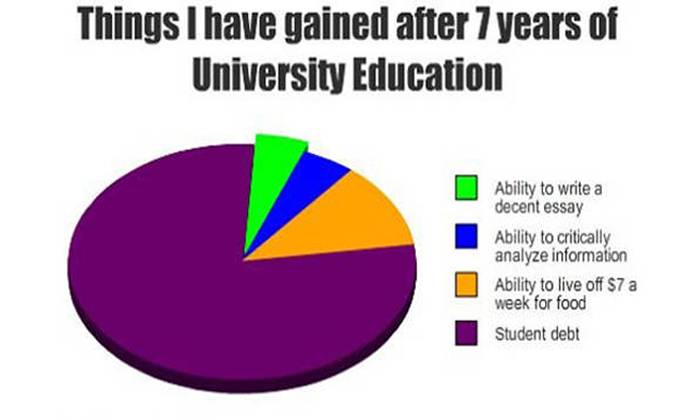 Things I have gained after 7 years of
University Education
Ability to write a
decent essay
Ability to critically
analyze information
Ability to live off $7 a
week for food
Student debt